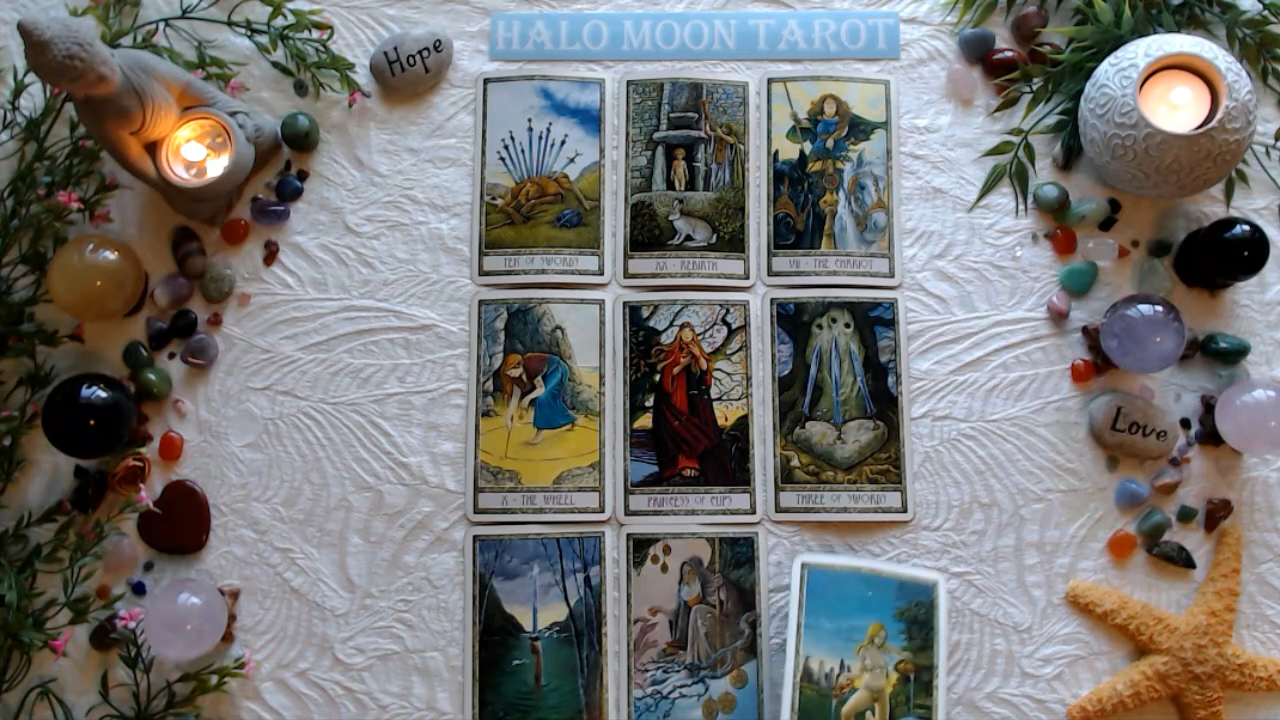 HALO MOON TAROT
Hope
TEN OF SWORDS
XX - REBIRTH
VII - THE CHARIOT
X - THE WHEEL
PRINCESS OF CUPS
THREE OF SWORDS
Love